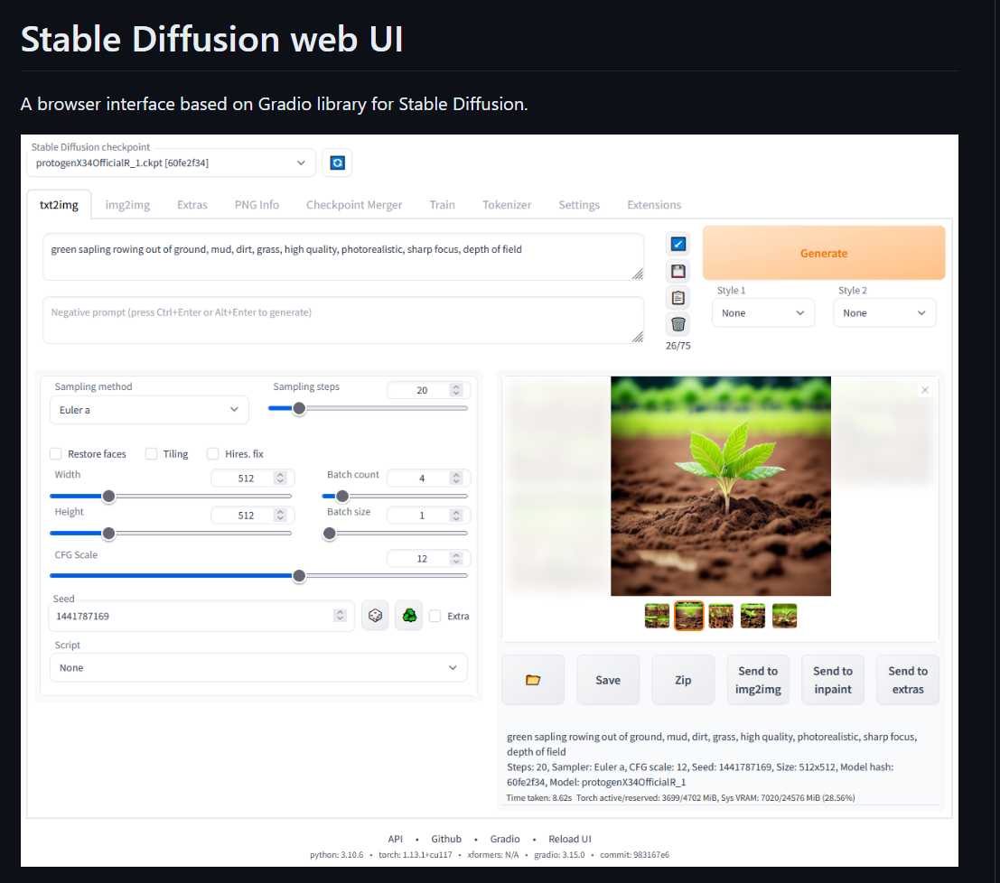 Stable Diffusion web UI
A browser interface based on Gradio library for Stable Diffusion.
Stable Diffusion checkpoint
protogenX34OfficialR_1.ckpt [60fe2f34]
txt2img img2img Extras PNG Info Checkpoint Merger Train Tokenizer Settings Extensions
green sapling rowing out of ground, mud, dirt, grass, high quality, photorealistic, sharp focus, depth of field
Negative prompt (press Ctrl+Enter or Alt+Enter to generate)
26/75
Generate
Style 1 Style 2
None None
Sampling method Sampling steps 20
Euler a
Restore faces Tiling Hires. fix
Width 512 Batch count 4
Height 512 Batch size 1
CFG Scale 12
Seed
1441787169 Extra
Script
None
Save Zip Send to img2img Send to inpaint Send to extras
green sapling rowing out of ground, mud, dirt, grass, high quality, photorealistic, sharp focus,
depth of field
Steps: 20, Sampler: Euler a, CFG scale: 12, Seed: 1441787169, Size: 512x512, Model hash:
60fe2f34, Model: protogenX34OfficialR_1
Time taken: 8.62s Torch active/reserved: 3699/4702 MiB, Sys VRAM: 7020/24576 MiB (28.56%)
API • Github • Gradio • Reload UI
python: 3.10.6 • torch: 1.13.1+cu117 • xformers: N/A • gradio: 3.15.0 • commit: 983167e6